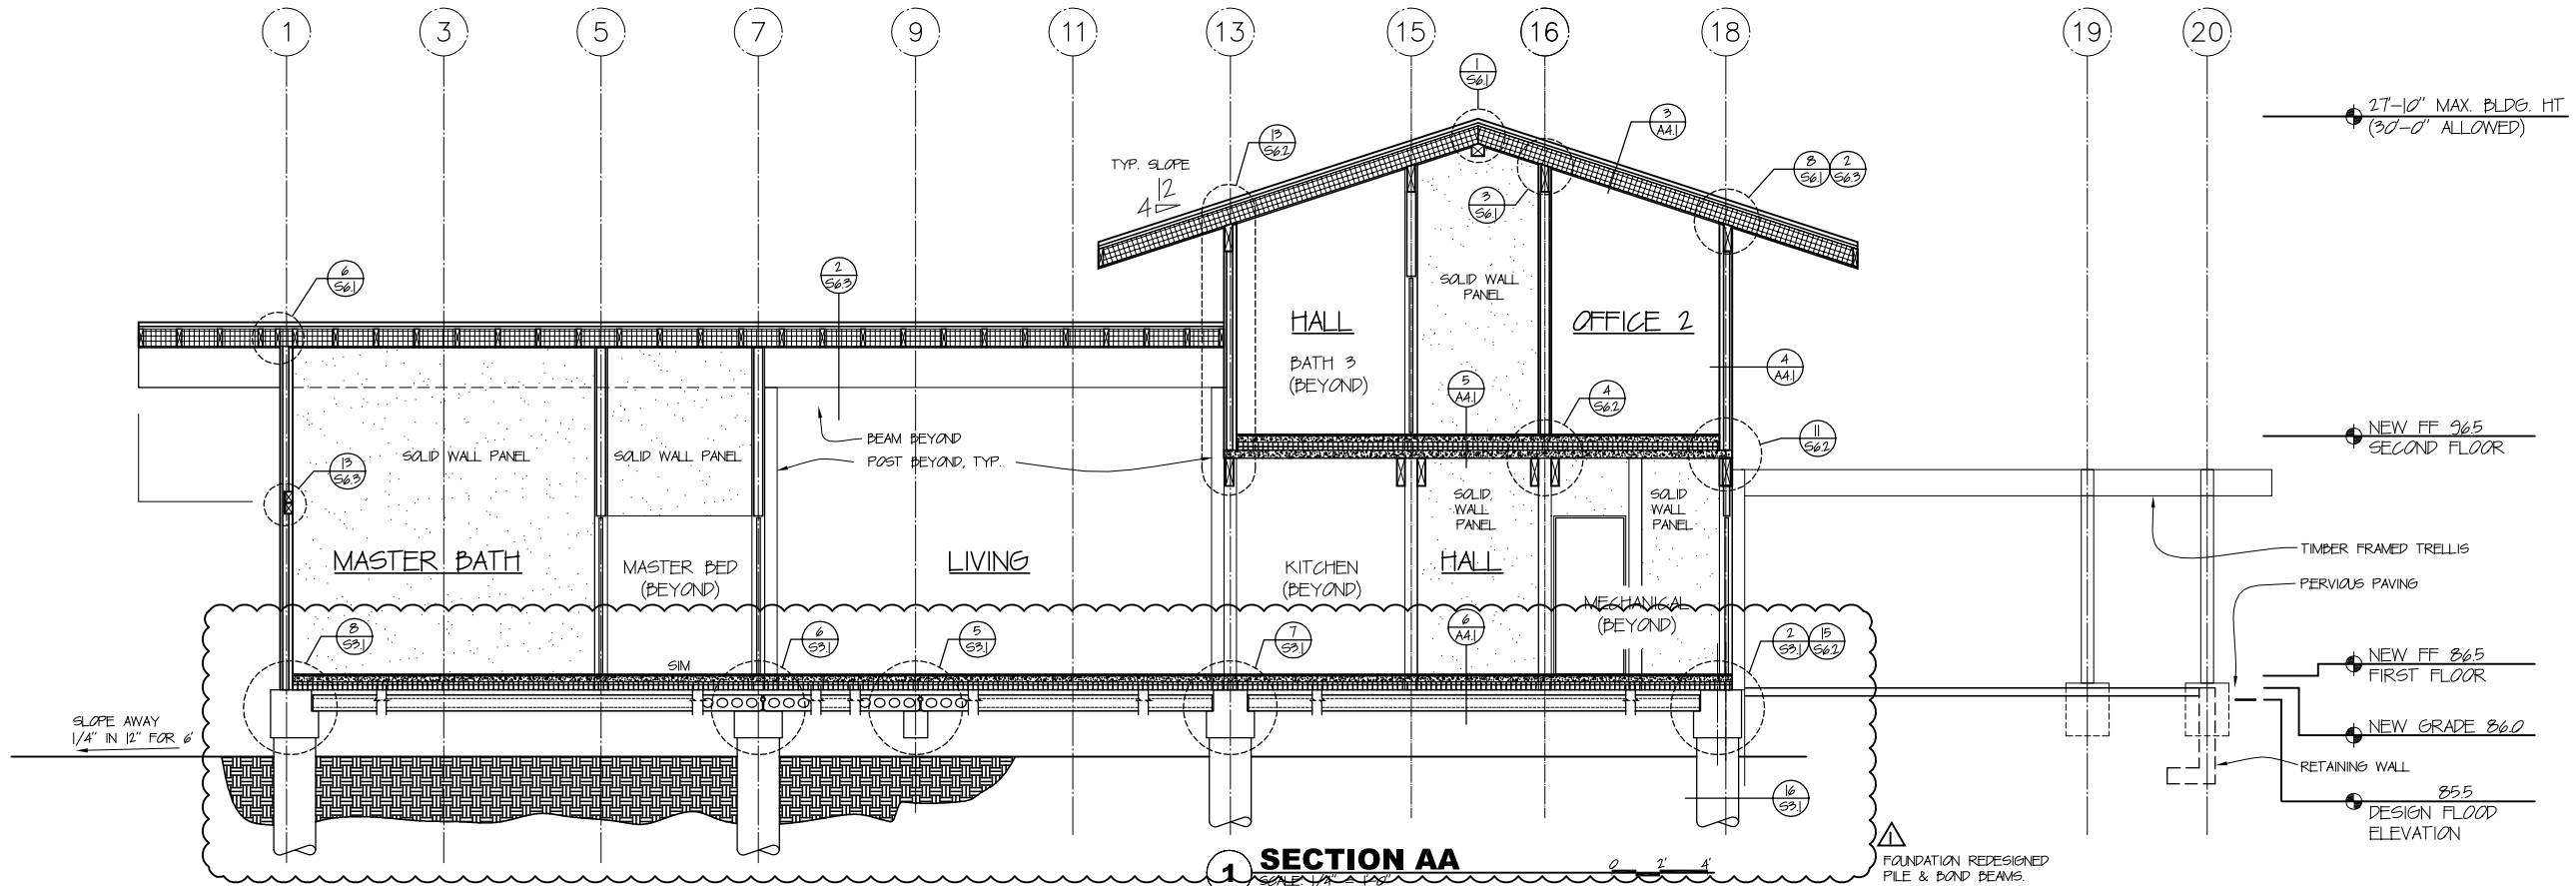 1 3 5 7 9 11 13 15 16 18 19 20
1
S6.1
27'-10" MAX. BLDG. HT
(30'-0" ALLOWED)
3
A4.1
13
S6.2
TYP. SLOPE
12
4
8
S6.1
2
S6.3
3
S6.1
6
S6.1
2
S6.3
SOLID WALL
PANEL
HALL
OFFICE 2
BATH 3
(BEYOND)
4
A4.1
5
A4.1
4
S6.2
BEAM BEYOND
POST BEYOND, TYP.
11
S6.2
NEW FF 96.5
SECOND FLOOR
SOLID WALL PANEL
SOLID WALL PANEL
13
S6.3
SOLID
WALL
PANEL
SOLID
WALL
PANEL
MASTER BATH
MASTER BED
(BEYOND)
LIVING
KITCHEN
(BEYOND)
HALL
TIMBER FRAMED TRELLIS
PERVIOUS PAVING
MECHANICAL
(BEYOND)
8
S3.1
6
S3.1
5
S3.1
7
S3.1
6
A4.1
2
S3.1
15
S6.2
SIM
NEW FF 86.5
FIRST FLOOR
SLOPE AWAY
1/4" IN 12" FOR 6'
NEW GRADE 86.0
RETAINING WALL
16
S3.1
85.5
DESIGN FLOOD
ELEVATION
1
FOUNDATION REDESIGNED
PILE & BOND BEAMS.
1 SECTION AA
SCALE: 1/4" = 1'-0"
0 2' 4'